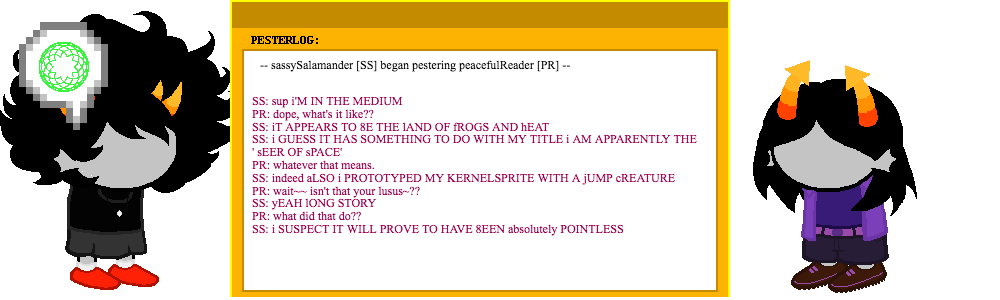 PESTERLOG:
-- sassySalamander [SS] began pestering peacefulReader [PR] --
SS: sup i'M IN THE MEDIUM
PR: dope, what's it like??
SS: iT APPEARS TO 8E THE lAND OF fROGS AND hEAT
SS: i GUESS IT HAS SOMETHING TO DO WITH MY TITLE i AM APPARENTLY THE
' sEER OF sPACE'
PR: whatever that means.
SS: indeed aLSO i PROTOTYPED MY KERNELSPRITE WITH A jUMP cREATURE
PR: wait~~ isn't that your lusus~??
SS: yEAH lONG STORY
PR: what did that do??
SS: i SUSPECT IT WILL PROVE TO HAVE 8EEN absolutely POINTLESS